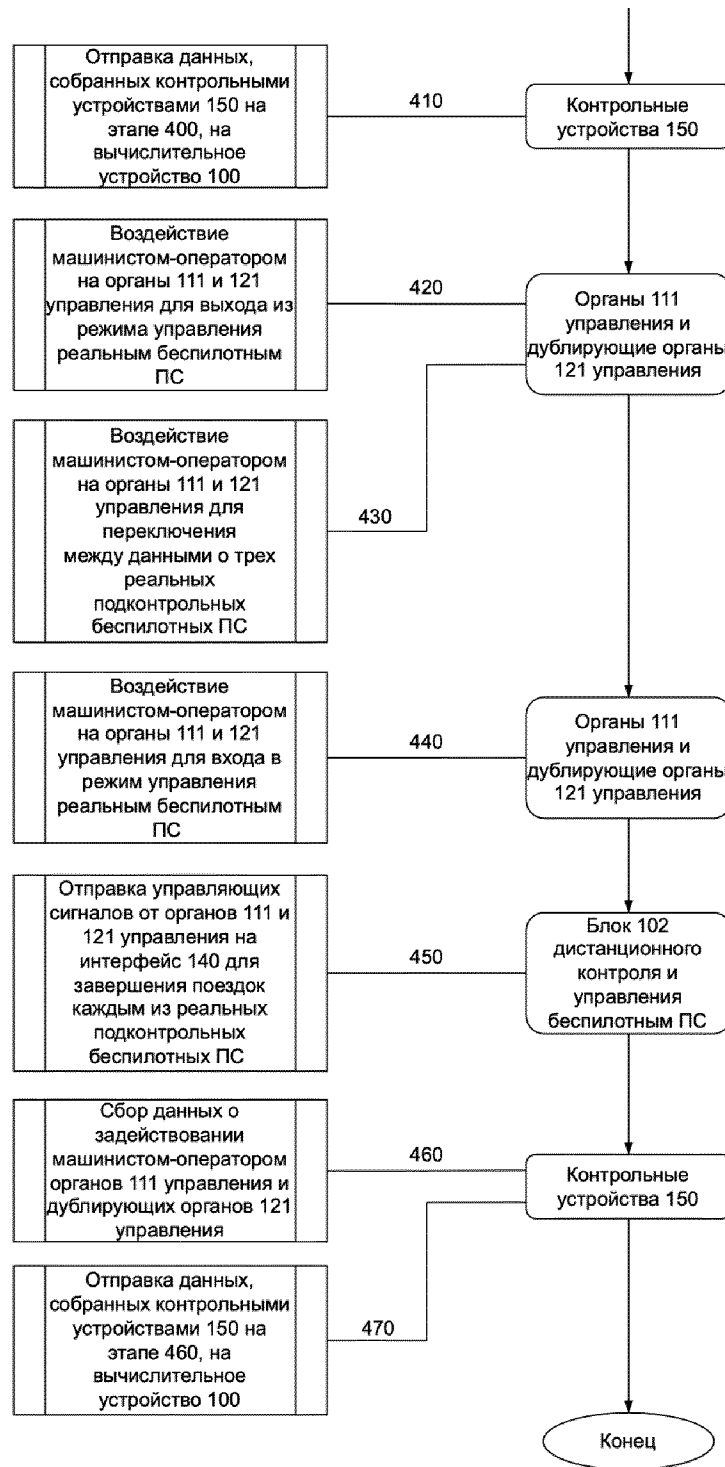 Отправка данных,
собранных контрольными
устройствами 150 на
этапе 400, на
вычислительное
устройство 100
410
Контрольные
устройства 150
Воздействие
машинистом-оператором
на органы 111 и 121
управления для выхода из
режима управления
реальным беспилотным
ПС
420
Органы 111
управления и
дублирующие органы
121 управления
Воздействие
машинистом-оператором
на органы 111 и 121
управления для
переключения
между данными о трех
реальных
подконтрольных
беспилотных ПС
430
Воздействие
машинистом-оператором
на органы 111 и 121
управления для входа в
режим управления
реальным беспилотным
ПС
440
Органы 111
управления и
дублирующие органы
121 управления
Отправка управляющих
сигналов от органов 111 и
121 управления на
интерфейс 140 для
завершения поездок
каждым из реальных
подконтрольных
беспилотных ПС
450
Блок 102
дистанционного
контроля и
управления
беспилотным ПС
Сбор данных о
задействовании
машинистом-оператором
органов 111 управления и
дублирующих органов 121
управления
460
Контрольные
устройства 150
Отправка данных,
собранных контрольными
устройствами 150 на
этапе 460, на
вычислительное
устройство 100
470
Конец